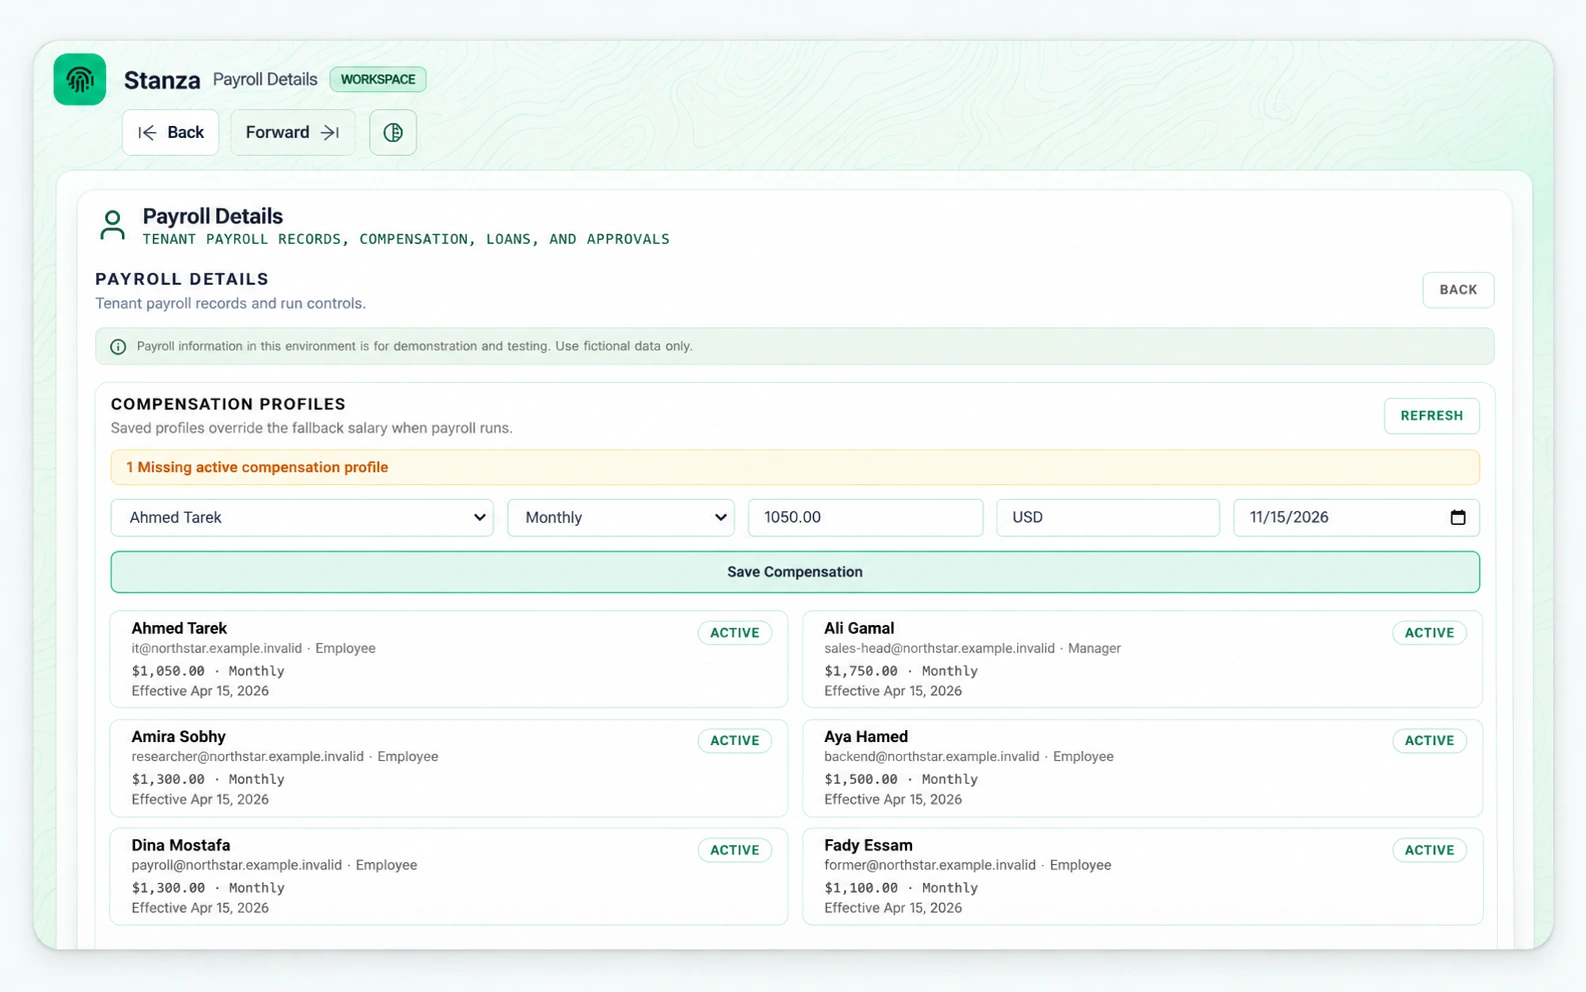 Stanza Payroll Details WORKSPACE
Back Forward
Payroll Details
TENANT PAYROLL RECORDS, COMPENSATION, LOANS, AND APPROVALS
PAYROLL DETAILS
Tenant payroll records and run controls.
BACK
Payroll information in this environment is for demonstration and testing. Use fictional data only.
COMPENSATION PROFILES
Saved profiles override the fallback salary when payroll runs.
REFRESH
1 Missing active compensation profile
Ahmed Tarek Monthly 1050.00 USD 11/15/2026
Save Compensation
Ahmed Tarek ACTIVE
it@northstar.example.invalid · Employee
$1,050.00 · Monthly
Effective Apr 15, 2026
Ali Gamal ACTIVE
sales-head@northstar.example.invalid · Manager
$1,750.00 · Monthly
Effective Apr 15, 2026
Amira Sobhy ACTIVE
researcher@northstar.example.invalid · Employee
$1,300.00 · Monthly
Effective Apr 15, 2026
Aya Hamed ACTIVE
backend@northstar.example.invalid · Employee
$1,500.00 · Monthly
Effective Apr 15, 2026
Dina Mostafa ACTIVE
payroll@northstar.example.invalid · Employee
$1,300.00 · Monthly
Effective Apr 15, 2026
Fady Essam ACTIVE
former@northstar.example.invalid · Employee
$1,100.00 · Monthly
Effective Apr 15, 2026